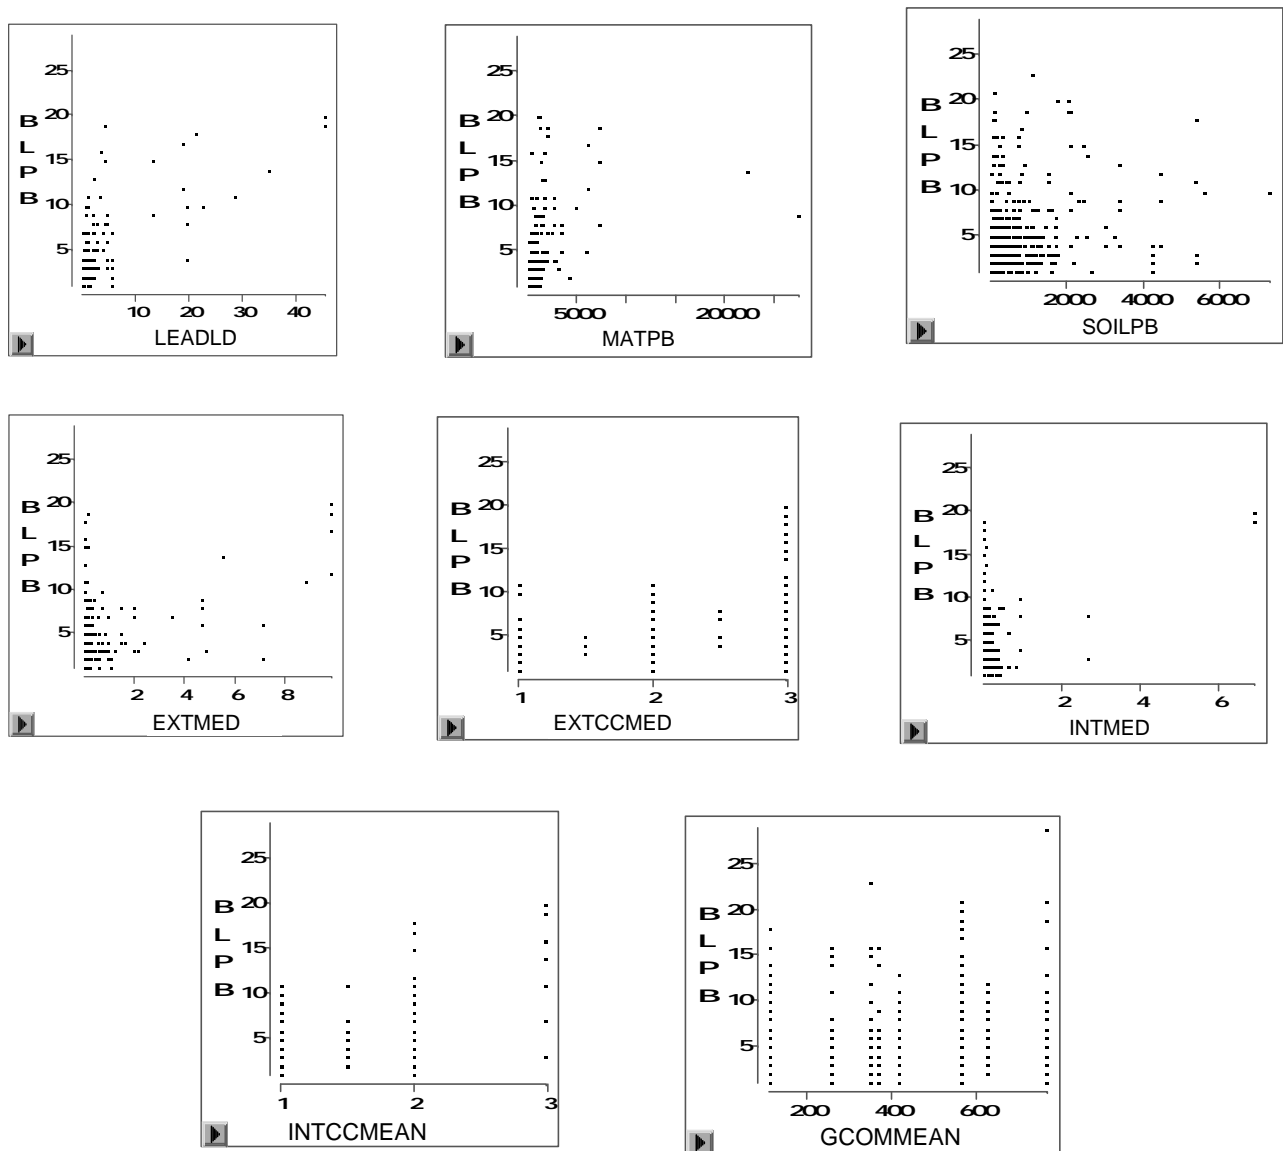 25
20
15
10
5
B
L
P
B
10 20 40
LEADLD
25
20
15
10
5
B
L
P
B
5000 20000
MATPB
25
20
15
10
5
B
L
P
B
2000 4000 6000
SOILPB
25
20
15
10
5
B
L
P
B
2 4 6 8
EXTMED
25
20
15
10
5
B
L
P
B
1 2 3
EXTCCMED
25
20
15
10
5
B
L
P
B
2 4 6
INTMED
25
20
15
10
5
B
L
P
B
1 2 3
INTCCMEAN
25
20
15
10
5
B
L
P
B
200 400 600
GCOMMEAN